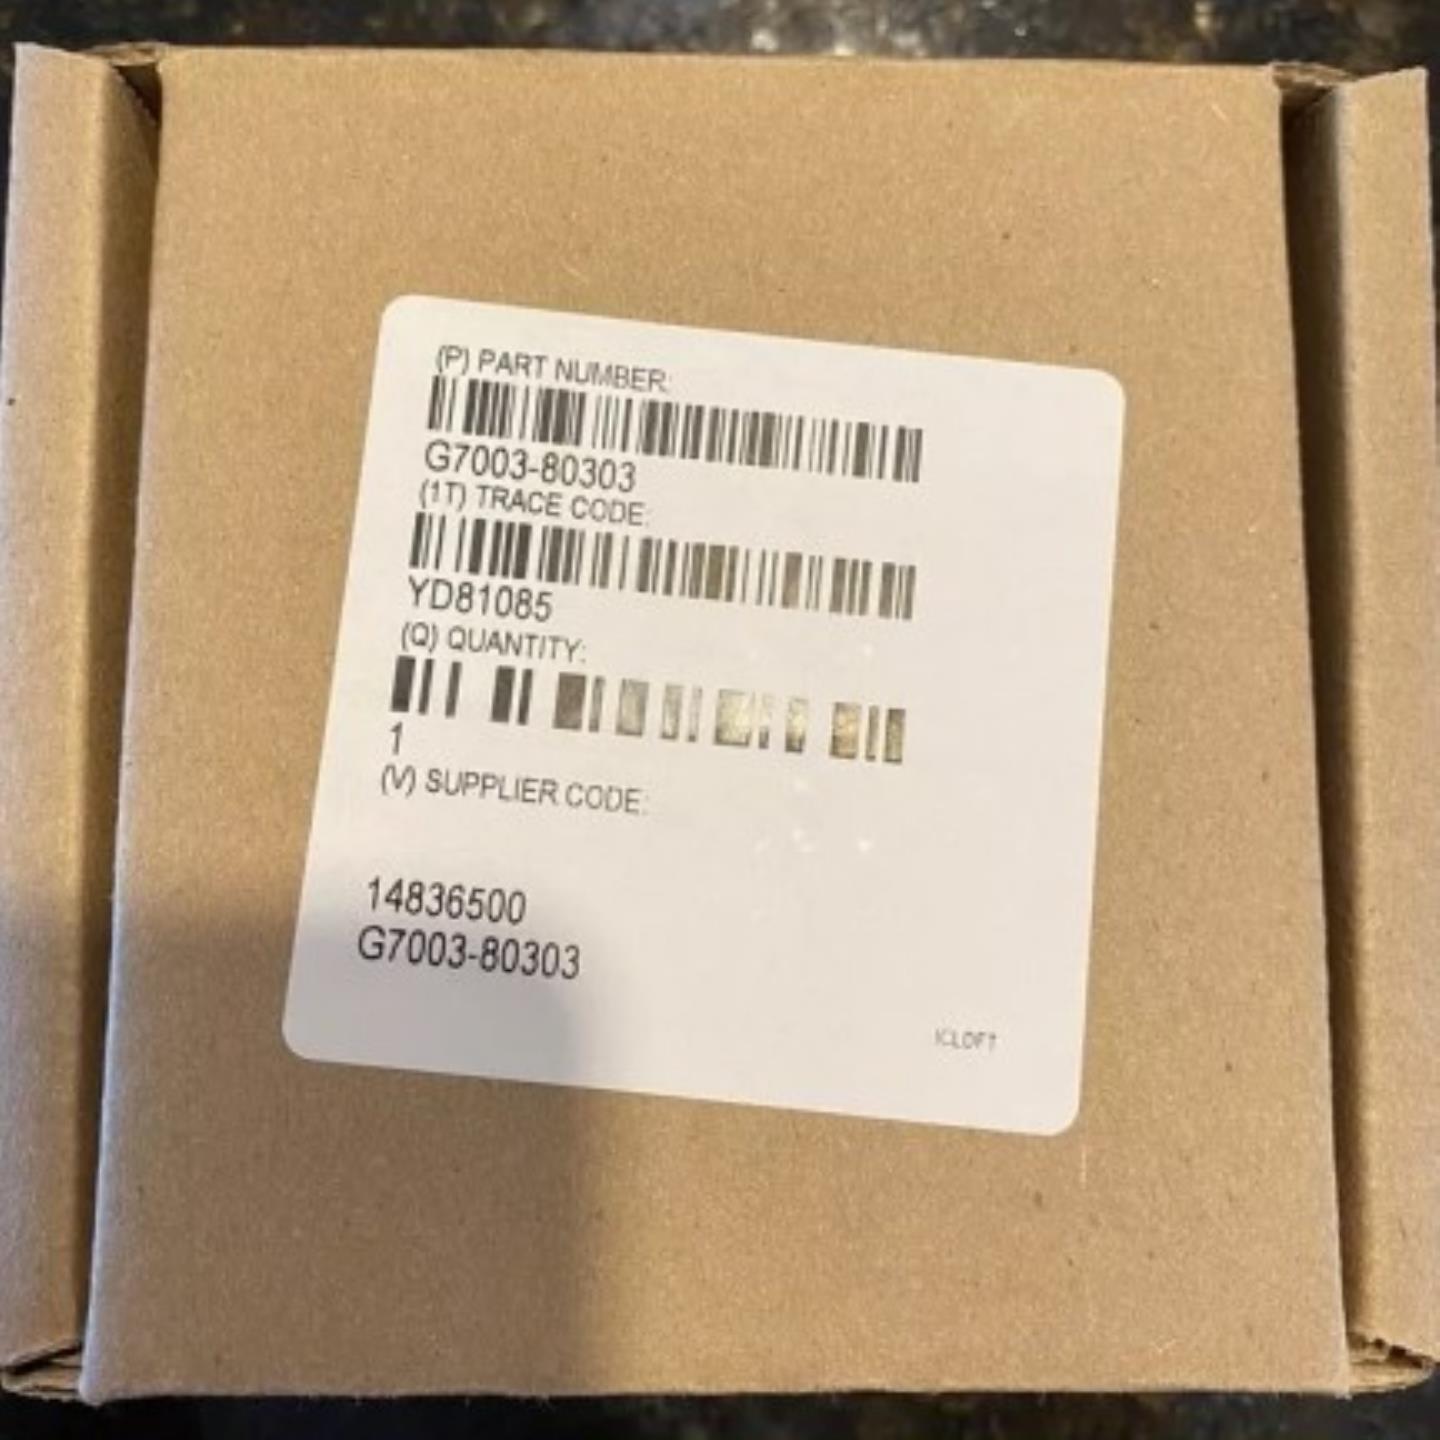 (P) PART NUMBER:
G7003-80303
(1T) TRACE CODE:
YD81085
(Q) QUANTITY:
1
(V) SUPPLIER CODE:
14836500
G7003-80303